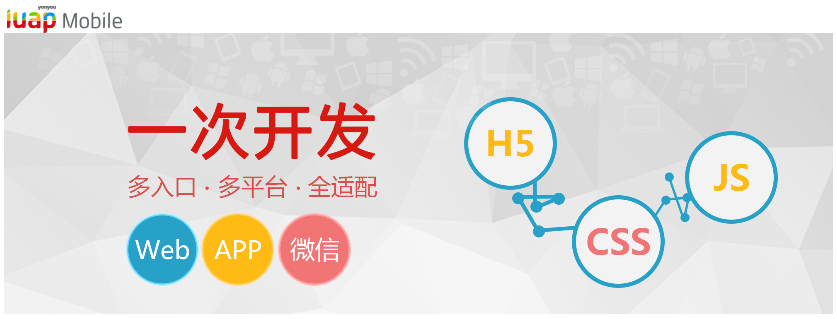 yonyou
iuap Mobile
一次开发
多入口 · 多平台 · 全适配
Web APP 微信
H5
JS
CSS